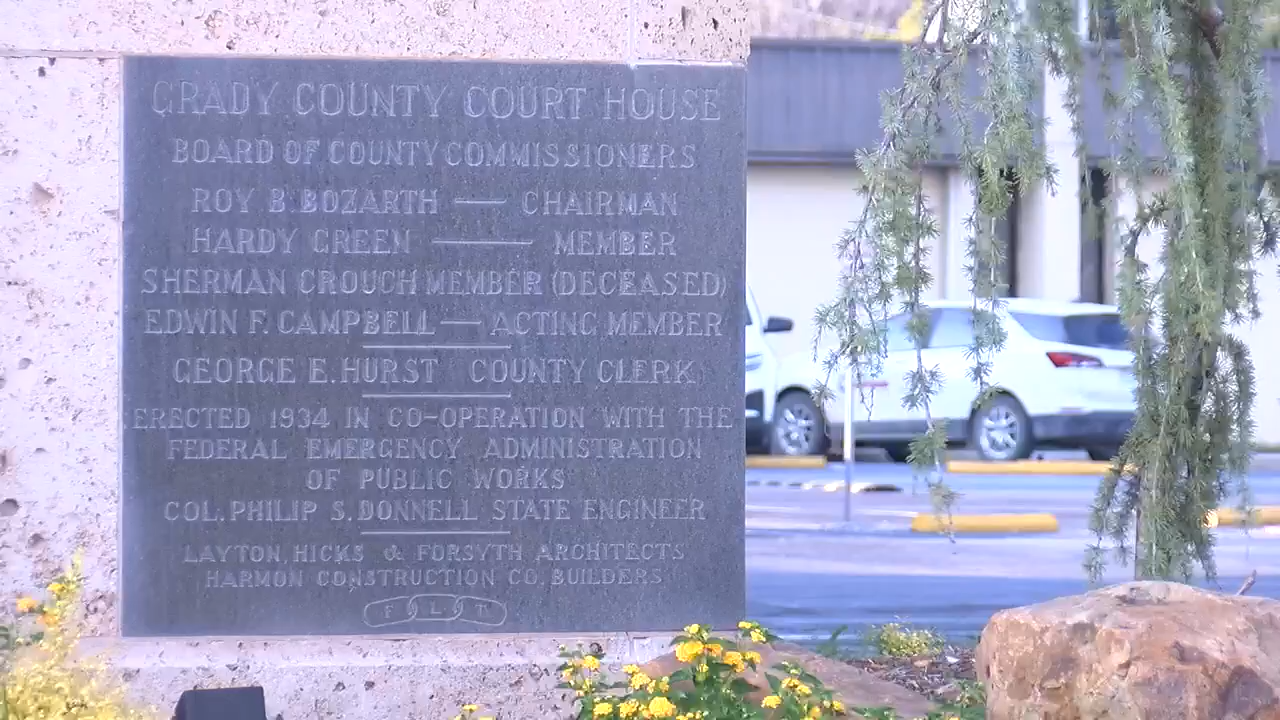 GRADY COUNTY COURT HOUSE
BOARD OF COUNTY COMMISSIONERS
ROY B. BOZARTH — CHAIRMAN
HARDY GREEN — MEMBER
SHERMAN CROUCH MEMBER (DECEASED)
EDWIN F. CAMPBELL — ACTING MEMBER
GEORGE E. HURST COUNTY CLERK
ERECTED 1934 IN CO-OPERATION WITH THE
FEDERAL EMERGENCY ADMINISTRATION
OF PUBLIC WORKS
COL. PHILIP S. DONNELL STATE ENGINEER
LAYTON, HICKS & FORSYTH ARCHITECTS
HARMON CONSTRUCTION CO. BUILDERS
F L T